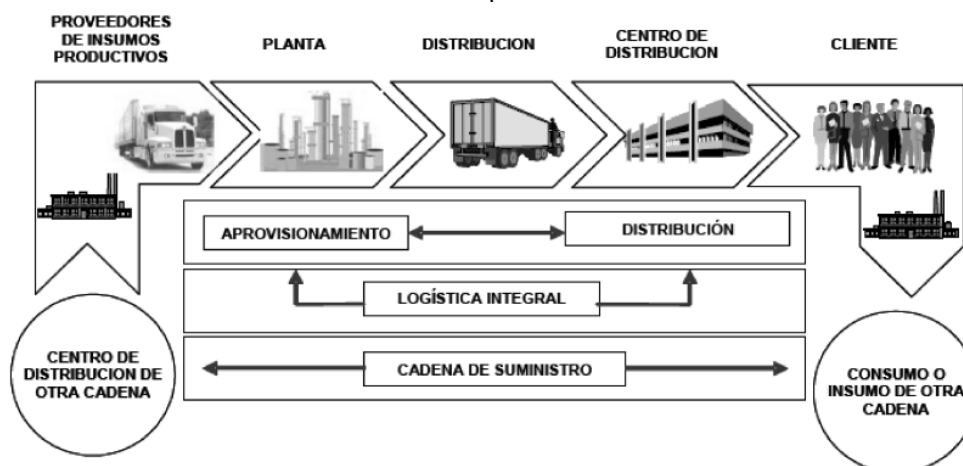 PROVEEDORES
DE INSUMOS
PRODUCTIVOS
PLANTA
DISTRIBUCION
CENTRO DE
DISTRIBUCION
CLIENTE
APROVISIONAMIENTO
DISTRIBUCIÓN
LOGÍSTICA INTEGRAL
CADENA DE SUMINISTRO
CENTRO DE
DISTRIBUCION DE
OTRA CADENA
CONSUMO O
INSUMO DE OTRA
CADENA